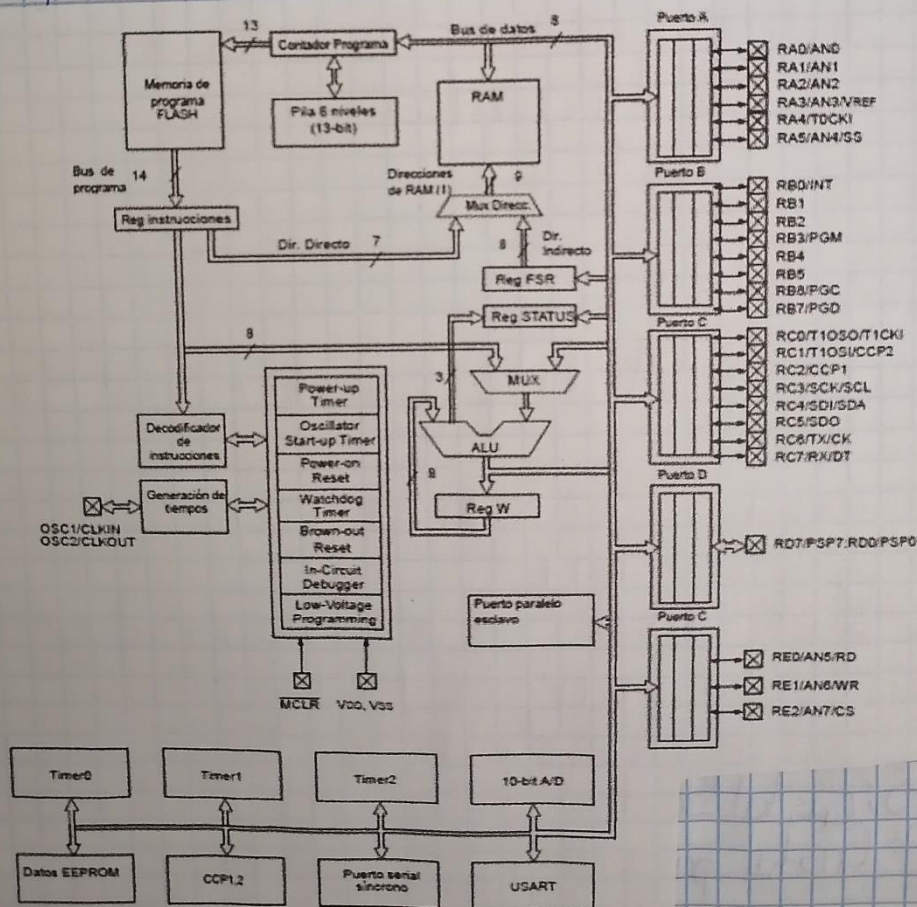 13
Contador Programa
Bus de datos
8
Puerto A
Memoria de
programa
FLASH
Pila 8 niveles
(13-bit)
RAM
RA0/AN0
RA1/AN1
RA2/AN2
RA3/AN3/VREF
RA4/T0CKI
RA5/AN4/SS
Bus de
programa
14
Direcciones
de RAM (1)
9
Puerto B
Reg instrucciones
Mux Direcc.
Dir. Directo
7
8
Dir.
Indirecto
Reg FSR
RB0/INT
RB1
RB2
RB3/PGM
RB4
RB5
RB6/PGC
RB7/PGD
Reg STATUS
Puerto C
8
3
MUX
RC0/T1OSO/T1CKI
RC1/T1OSI/CCP2
RC2/CCP1
RC3/SCK/SCL
RC4/SDI/SDA
RC5/SDO
RC6/TX/CK
RC7/RX/DT
Power-up
Timer
Oscillator
Start-up Timer
Power-on
Reset
Watchdog
Timer
Brown-out
Reset
In-Circuit
Debugger
Low-Voltage
Programming
Decodificador
de
instrucciones
ALU
Generación de
tiempos
Reg W
OSC1/CLKIN
OSC2/CLKOUT
Puerto D
RD7/PSP7:RD0/PSP0
Puerto paralelo
esclavo
Puerto C
RE0/AN5/RD
RE1/AN6/WR
RE2/AN7/CS
MCLR
VDD, VSS
Timer0
Timer1
Timer2
10-bit A/D
Datos EEPROM
CCP1,2
Puerto serial
síncrono
USART